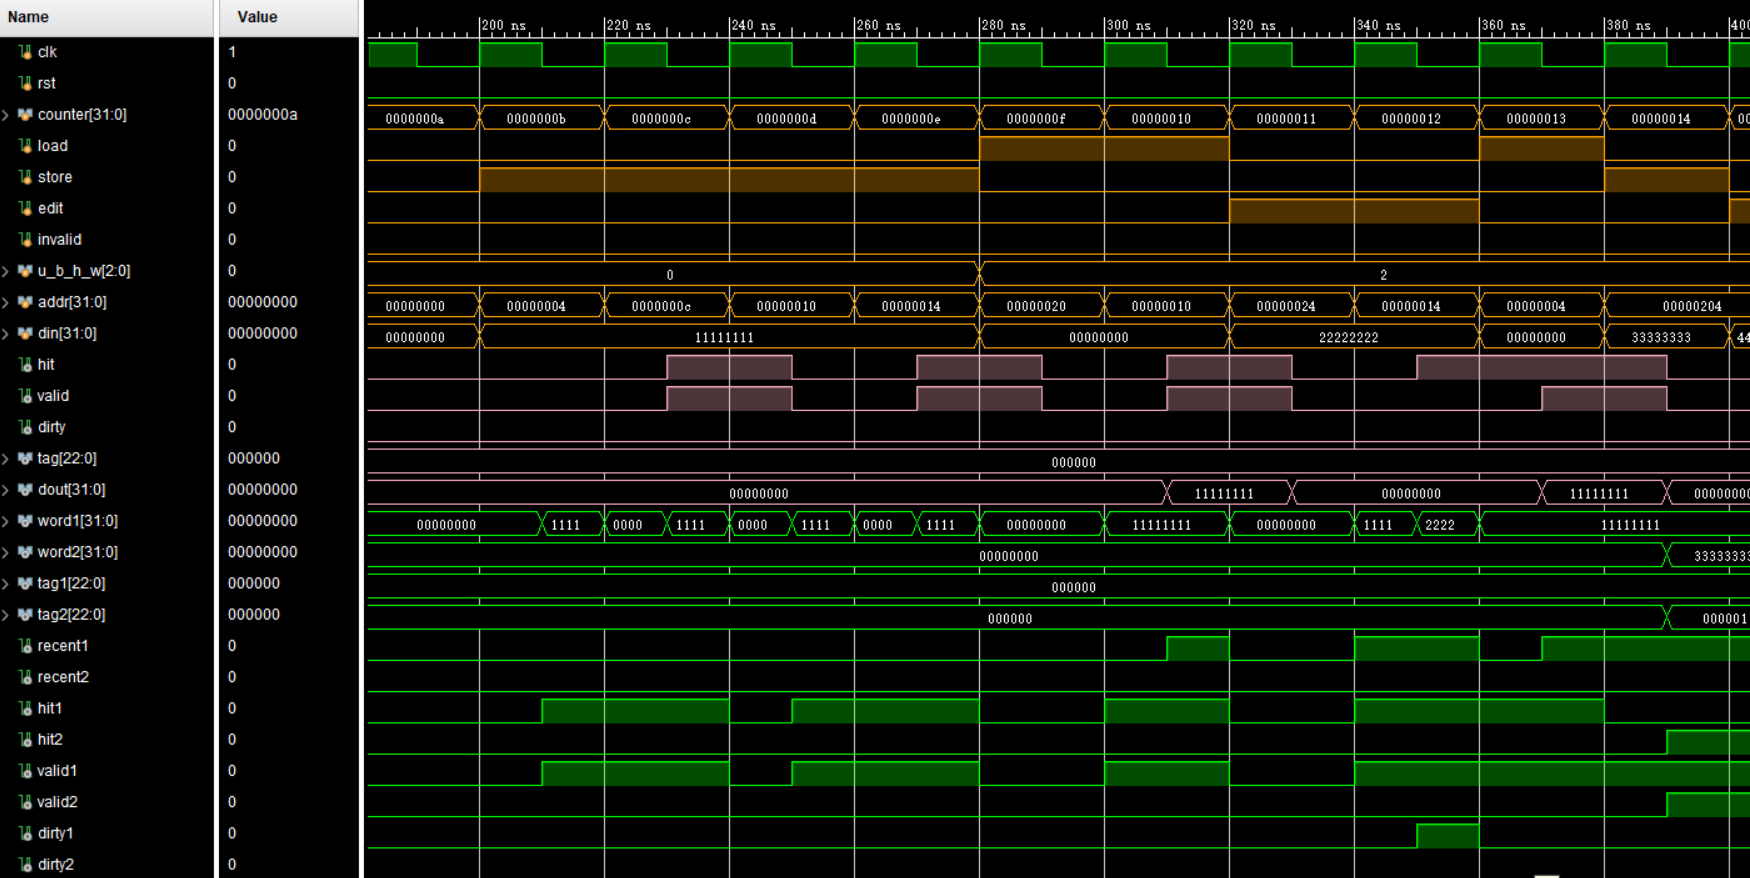 Name Value 200 ns 220 ns 240 ns 260 ns 280 ns 300 ns 320 ns 340 ns 360 ns 380 ns 400
clk 1
rst 0
counter[31:0] 0000000a 0000000a 0000000b 0000000c 0000000d 0000000e 0000000f 00000010 00000011 00000012 00000013 00000014 00
load 0
store 0
edit 0
invalid 0
u_b_h_w[2:0] 0 0 2
addr[31:0] 00000000 00000000 00000004 0000000c 00000010 00000014 00000020 00000010 00000024 00000014 00000004 00000204
din[31:0] 00000000 00000000 11111111 00000000 22222222 00000000 33333333 44
hit 0
valid 0
dirty 0
tag[22:0] 000000 000000
dout[31:0] 00000000 00000000 11111111 00000000 11111111 0000000
word1[31:0] 00000000 00000000 1111 0000 1111 0000 1111 0000 1111 00000000 11111111 00000000 1111 2222 11111111
word2[31:0] 00000000 00000000 33333333
tag1[22:0] 000000 000000
tag2[22:0] 000000 000000 000001
recent1 0
recent2 0
hit1 0
hit2 0
valid1 0
valid2 0
dirty1 0
dirty2 0